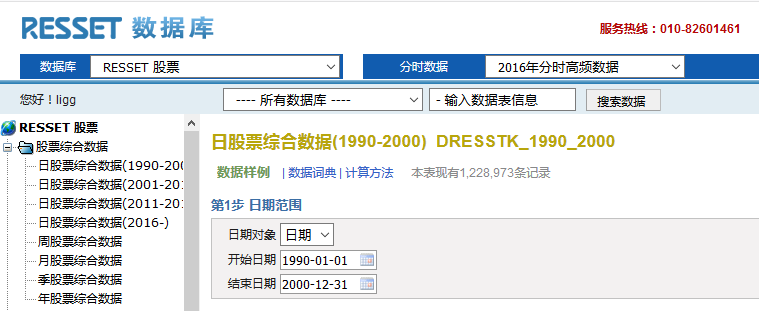 RESSET 数据库
服务热线：010-82601461
数据库 RESSET 股票 分时数据 2016年分时高频数据
您好！ligg ---- 所有数据库 ---- - 输入数据表信息 搜索数据
RESSET 股票
股票综合数据
日股票综合数据(1990-200
日股票综合数据(2001-201
日股票综合数据(2011-201
日股票综合数据(2016-)
周股票综合数据
月股票综合数据
季股票综合数据
年股票综合数据
日股票综合数据(1990-2000) DRESSTK_1990_2000
数据样例 | 数据词典 | 计算方法 本表现有1,228,973条记录
第1步 日期范围
日期对象 日期
开始日期 1990-01-01
结束日期 2000-12-31